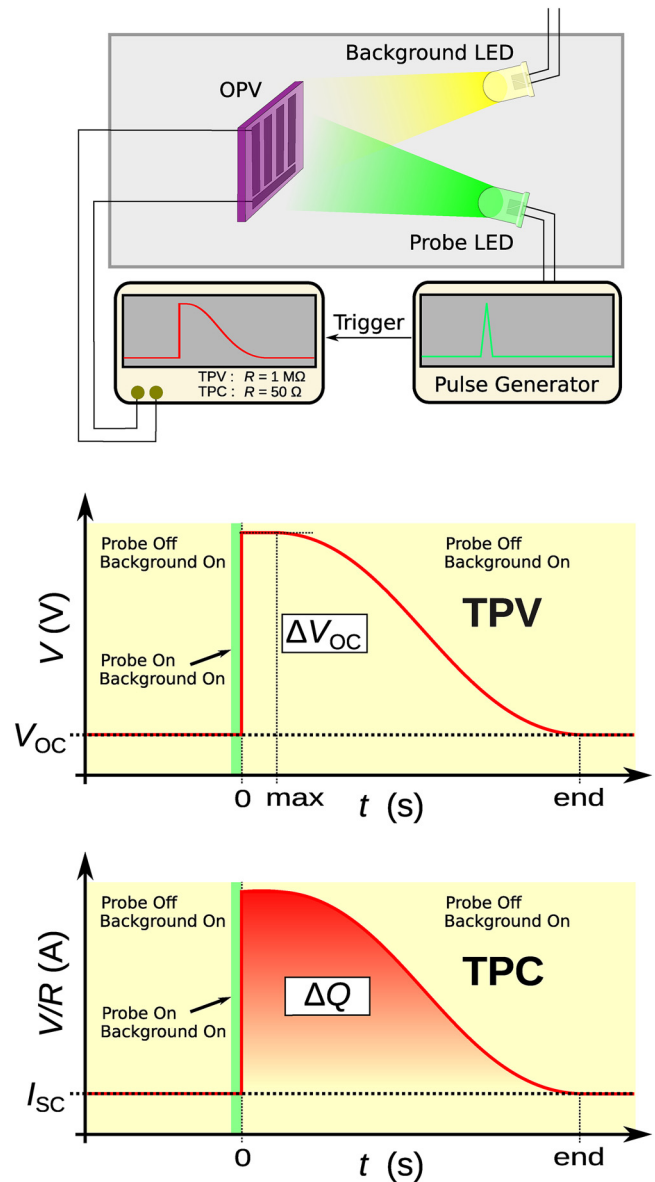 Background LED
OPV
Probe LED
Trigger
TPV : R = 1 MΩ
TPC : R = 50 Ω
Pulse Generator
V (V)
Probe Off
Background On
Probe Off
Background On
TPV
ΔVOC
Probe On
Background On
VOC
0 max t (s) end
V/R (A)
Probe Off
Background On
Probe Off
Background On
TPC
ΔQ
Probe On
Background On
ISC
0 t (s) end